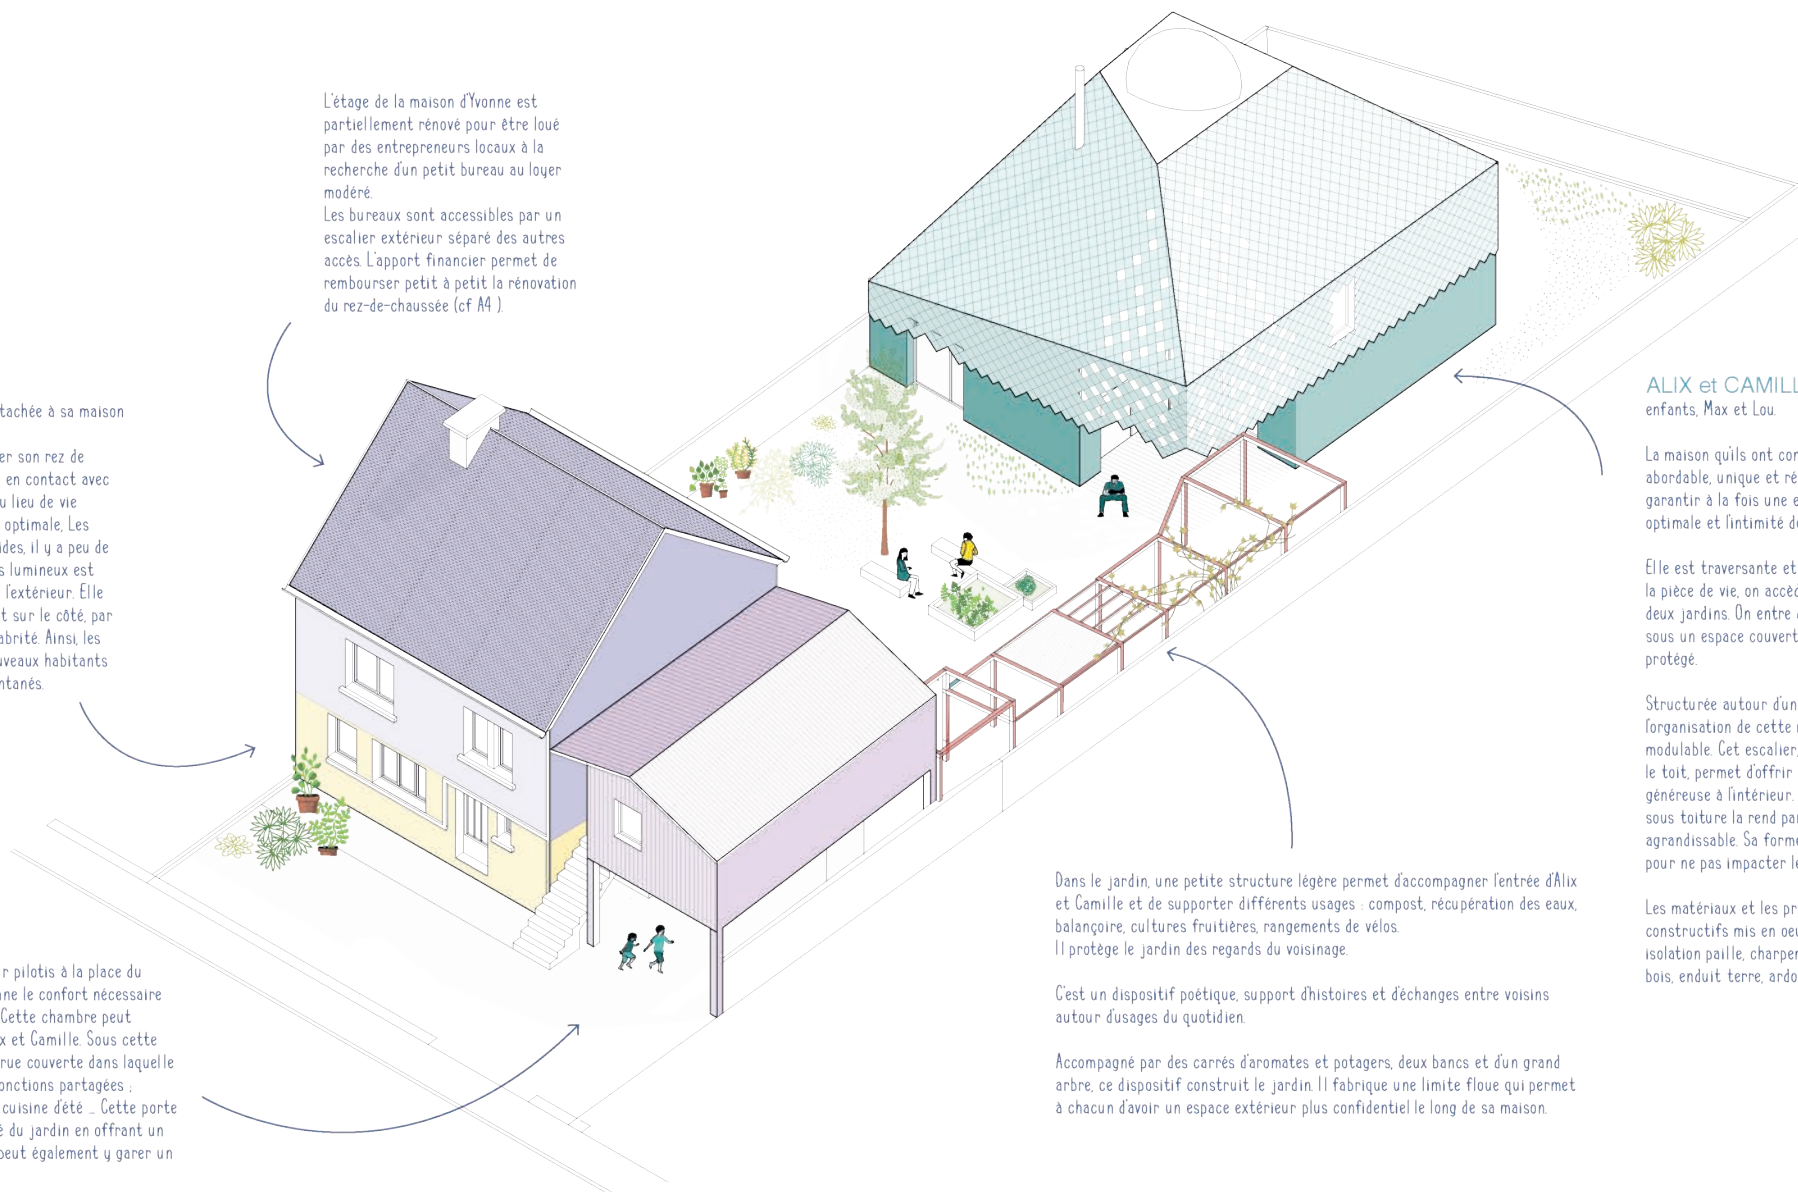 L'étage de la maison d'Yvonne est
partiellement rénové pour être loué
par des entrepreneurs locaux à la
recherche d'un petit bureau au loyer
modéré.
Les bureaux sont accessibles par un
escalier extérieur séparé des autres
accès. L'apport financier permet de
rembourser petit à petit la rénovation
du rez-de-chaussée (cf A4 ).
tachée à sa maison
er son rez de
en contact avec
u lieu de vie
optimale, Les
ides, il y a peu de
s lumineux est
l'extérieur. Elle
t sur le côté, par
abrité. Ainsi, les
uveaux habitants
ntanés.
r pilotis à la place du
ne le confort nécessaire
Cette chambre peut
x et Camille. Sous cette
rue couverte dans laquelle
onctions partagées ;
cuisine d'été ... Cette porte
é du jardin en offrant un
peut également y garer un
Dans le jardin, une petite structure légère permet d'accompagner l'entrée d'Alix
et Camille et de supporter différents usages : compost, récupération des eaux,
balançoire, cultures fruitières, rangements de vélos.
Il protège le jardin des regards du voisinage.
C'est un dispositif poétique, support d'histoires et d'échanges entre voisins
autour d'usages du quotidien.
Accompagné par des carrés d'aromates et potagers, deux bancs et d'un grand
arbre, ce dispositif construit le jardin. Il fabrique une limite floue qui permet
à chacun d'avoir un espace extérieur plus confidentiel le long de sa maison.
ALIX et CAMILL
enfants, Max et Lou.
La maison qu'ils ont con
abordable, unique et ré
garantir à la fois une e
optimale et l'intimité de
Elle est traversante et
la pièce de vie, on accè
deux jardins. On entre
sous un espace couvert
protégé.
Structurée autour d'un
l'organisation de cette
modulable. Cet escalier,
le toit, permet d'offrir
généreuse à l'intérieur.
sous toiture la rend par
agrandissable. Sa forme
pour ne pas impacter le
Les matériaux et les pr
constructifs mis en oeu
isolation paille, charpen
bois, enduit terre, ardo